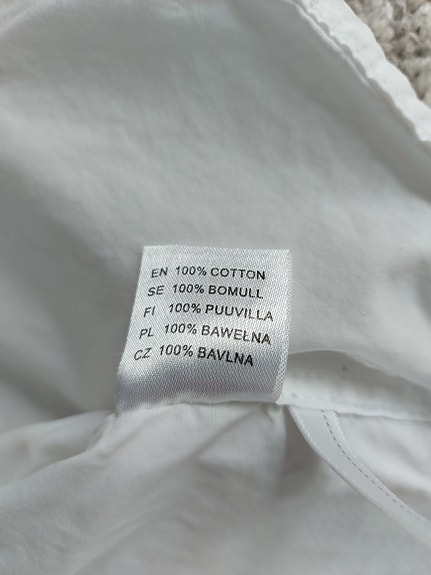 EN 100% COTTON
SE 100% BOMULL
FI 100% PUUVILLA
PL 100% BAWEŁNA
CZ 100% BAVLNA